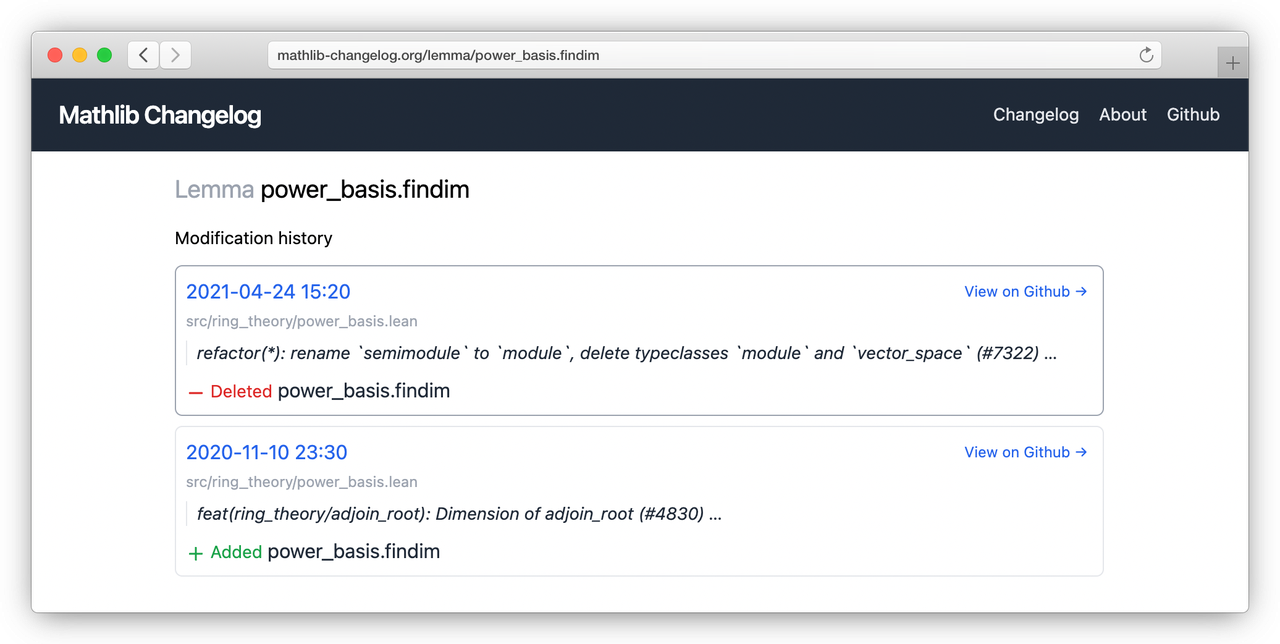 mathlib-changelog.org/lemma/power_basis.findim
Mathlib Changelog
Changelog About Github
Lemma power_basis.findim
Modification history
2021-04-24 15:20
View on Github →
src/ring_theory/power_basis.lean
refactor(*): rename `semimodule` to `module`, delete typeclasses `module` and `vector_space` (#7322) ...
— Deleted power_basis.findim
2020-11-10 23:30
View on Github →
src/ring_theory/power_basis.lean
feat(ring_theory/adjoin_root): Dimension of adjoin_root (#4830) ...
+ Added power_basis.findim